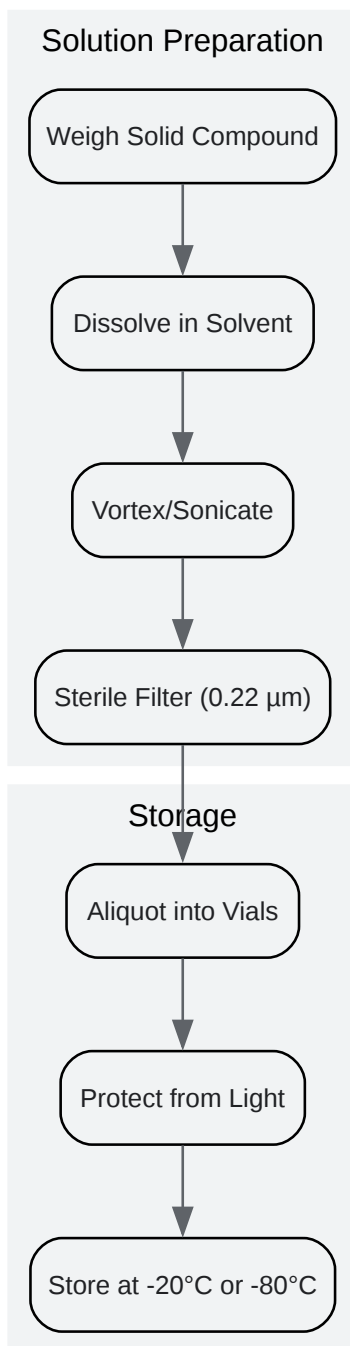 Solution Preparation
Weigh Solid Compound
Dissolve in Solvent
Vortex/Sonicate
Sterile Filter (0.22 µm)
Storage
Aliquot into Vials
Protect from Light
Store at -20°C or -80°C